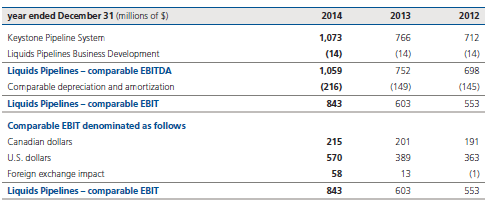 year ended December 31 (millions of $) 2014 2013 2012
Keystone Pipeline System 1,073 766 712
Liquids Pipelines Business Development (14) (14) (14)
Liquids Pipelines – comparable EBITDA 1,059 752 698
Comparable depreciation and amortization (216) (149) (145)
Liquids Pipelines – comparable EBIT 843 603 553
Comparable EBIT denominated as follows
Canadian dollars 215 201 191
U.S. dollars 570 389 363
Foreign exchange impact 58 13 (1)
Liquids Pipelines – comparable EBIT 843 603 553